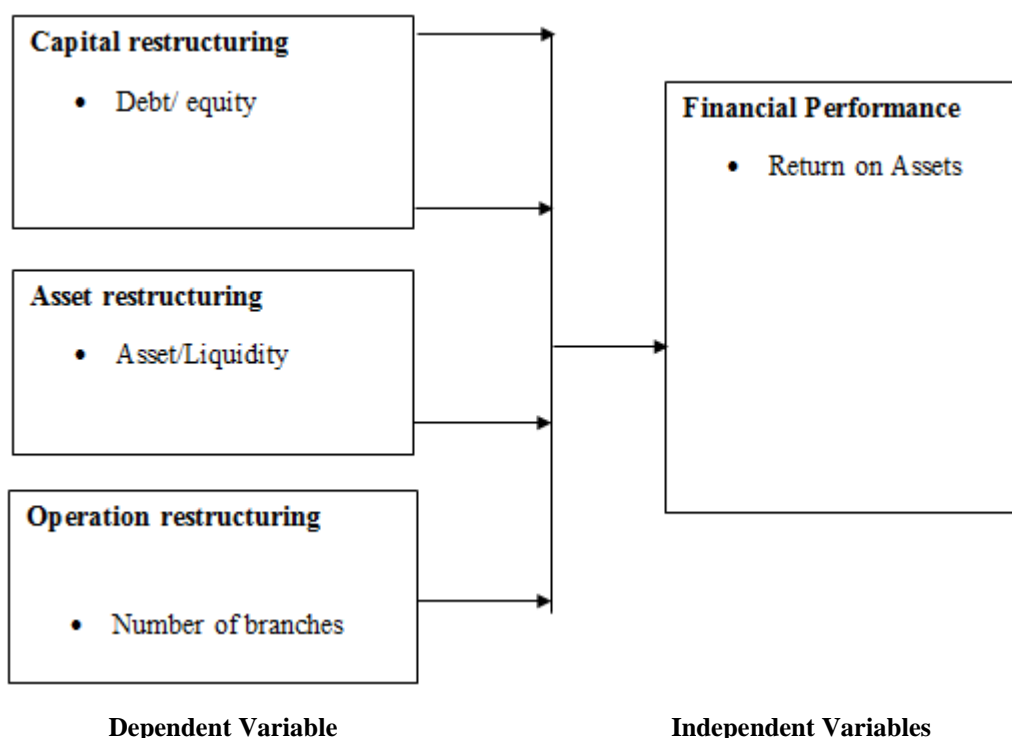 Capital restructuring
• Debt/ equity
Financial Performance
• Return on Assets
Asset restructuring
• Asset/Liquidity
Operation restructuring
• Number of branches
Dependent Variable
Independent Variables